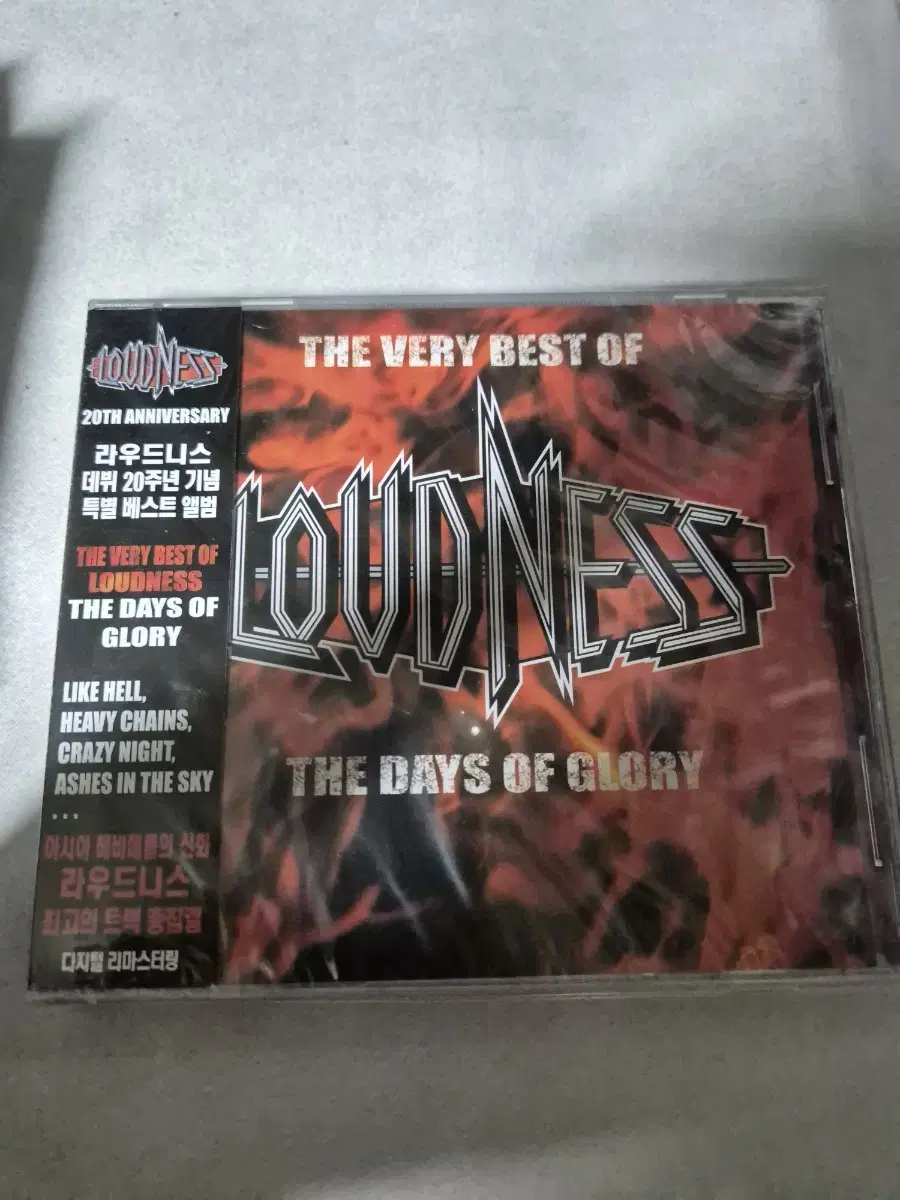 LOUDNESS
20TH ANNIVERSARY
라우드니스
데뷔 20주년 기념
특별 베스트 앨범
THE VERY BEST OF
LOUDNESS
THE DAYS OF
GLORY
LIKE HELL,
HEAVY CHAINS,
CRAZY NIGHT,
ASHES IN THE SKY
...
아시아 헤비메틀의 신화
라우드니스
최고의 트랙 총집결
디지털 리마스터링
THE VERY BEST OF
LOUDNESS
THE DAYS OF GLORY